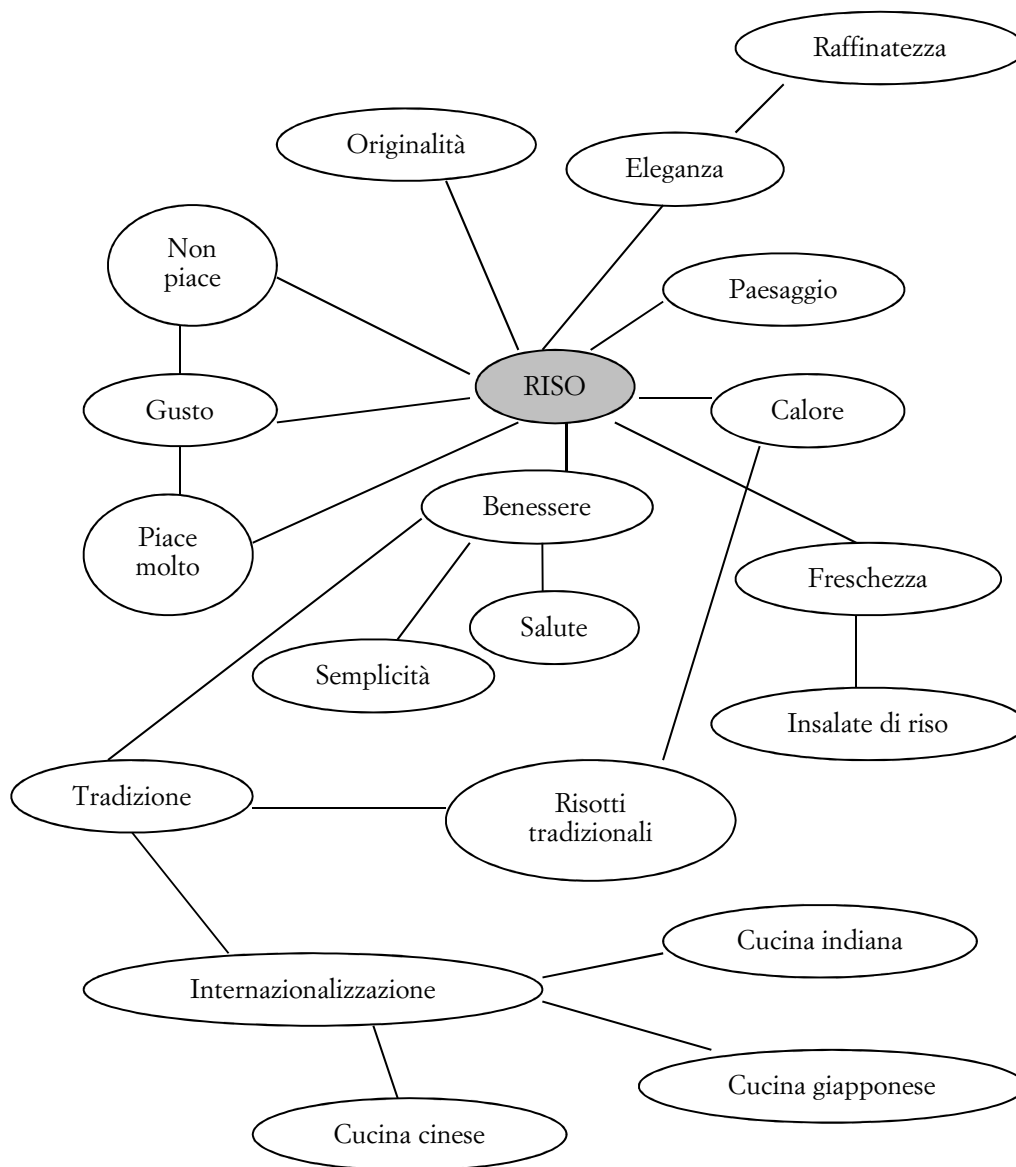 Raffinatezza
Originalità
Eleganza
Non
piace
Paesaggio
RISO
Gusto
Calore
Benessere
Piace
molto
Freschezza
Salute
Semplicità
Insalate di riso
Tradizione
Risotti
tradizionali
Cucina indiana
Internazionalizzazione
Cucina giapponese
Cucina cinese